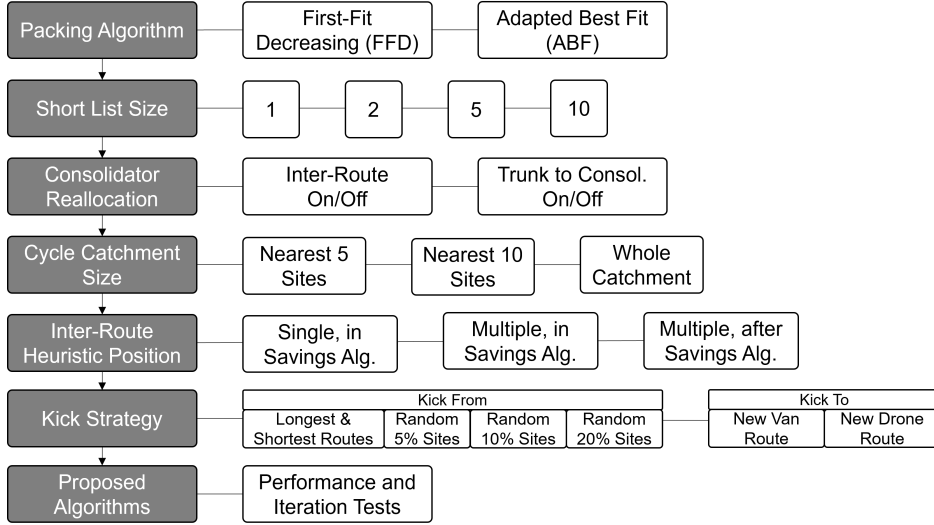 Packing Algorithm
First-Fit
Decreasing (FFD)
Adapted Best Fit
(ABF)
Short List Size
1
2
5
10
Consolidator
Reallocation
Inter-Route
On/Off
Trunk to Consol.
On/Off
Cycle Catchment
Size
Nearest 5
Sites
Nearest 10
Sites
Whole
Catchment
Inter-Route
Heuristic Position
Single, in
Savings Alg.
Multiple, in
Savings Alg.
Multiple, after
Savings Alg.
Kick Strategy
Kick From
Longest &
Shortest Routes
Random
5% Sites
Random
10% Sites
Random
20% Sites
Kick To
New Van
Route
New Drone
Route
Proposed
Algorithms
Performance and
Iteration Tests